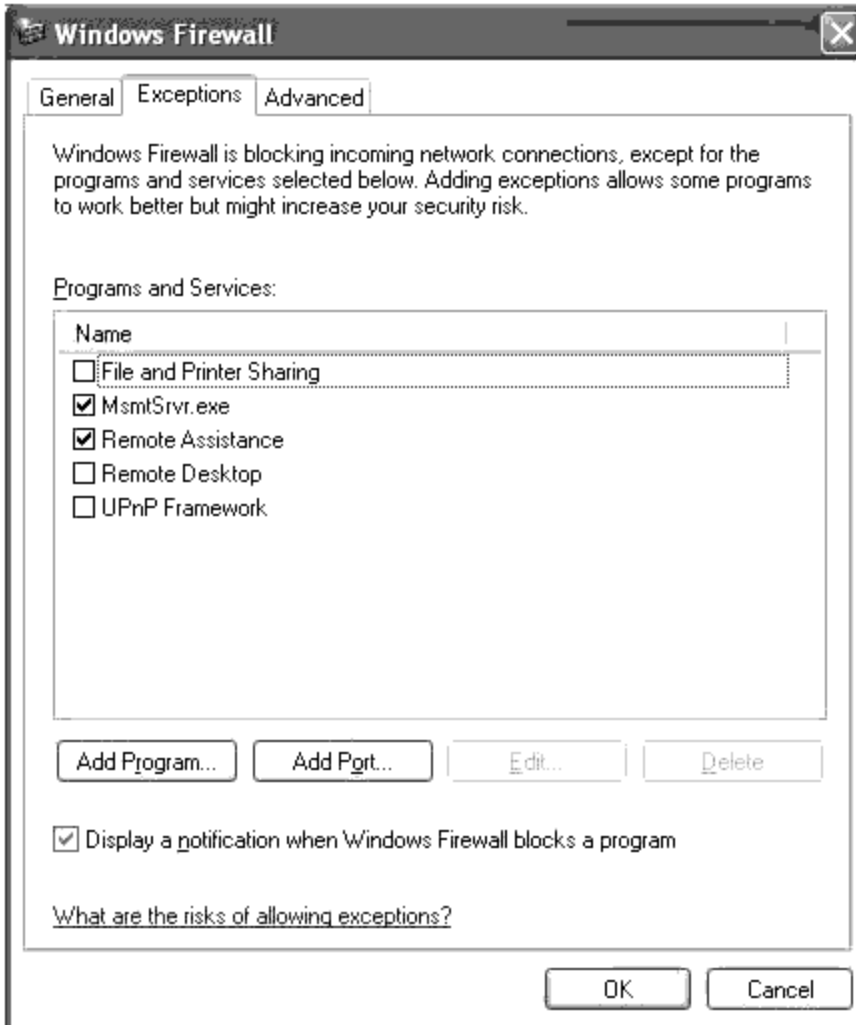 Windows Firewall
General Exceptions Advanced
Windows Firewall is blocking incoming network connections, except for the
programs and services selected below. Adding exceptions allows some programs
to work better but might increase your security risk.
Programs and Services:
Name
File and Printer Sharing
MsmtSrvr.exe
Remote Assistance
Remote Desktop
UPnP Framework
Add Program... Add Port... Edit... Delete
Display a notification when Windows Firewall blocks a program
What are the risks of allowing exceptions?
OK Cancel